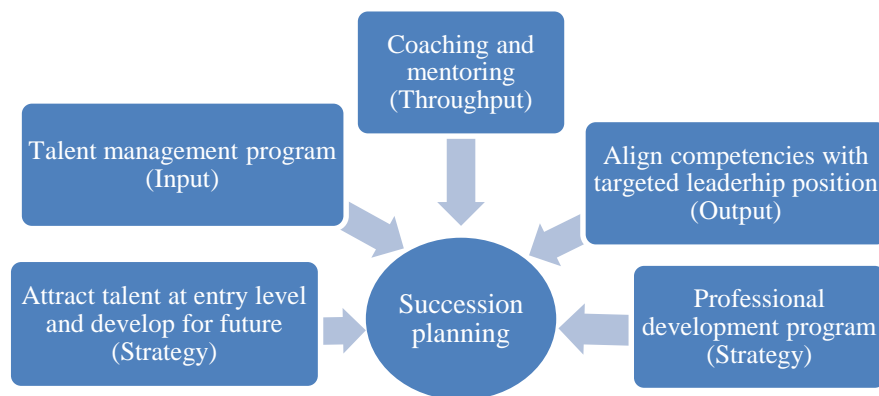 Coaching and
mentoring
(Throughput)
Talent management program
(Input)
Align competencies with
targeted leaderhip position
(Output)
Attract talent at entry level
and develop for future
(Strategy)
Succession
planning
Professional
development program
(Strategy)